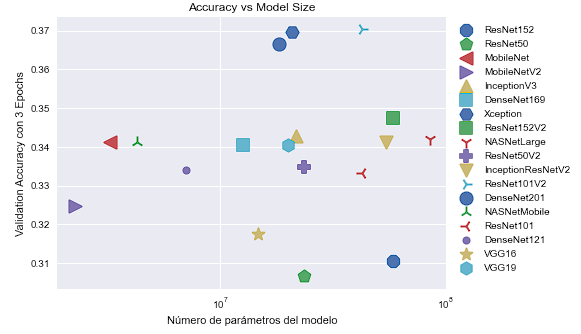 Accuracy vs Model Size
0.37
0.36
0.35
0.34
0.33
0.32
0.31
Validation Accuracy con 3 Epochs
10^7
10^8
Número de parámetros del modelo
ResNet152
ResNet50
MobileNet
MobileNetV2
InceptionV3
DenseNet169
Xception
ResNet152V2
NASNetLarge
ResNet50V2
InceptionResNetV2
ResNet101V2
DenseNet201
NASNetMobile
ResNet101
DenseNet121
VGG16
VGG19